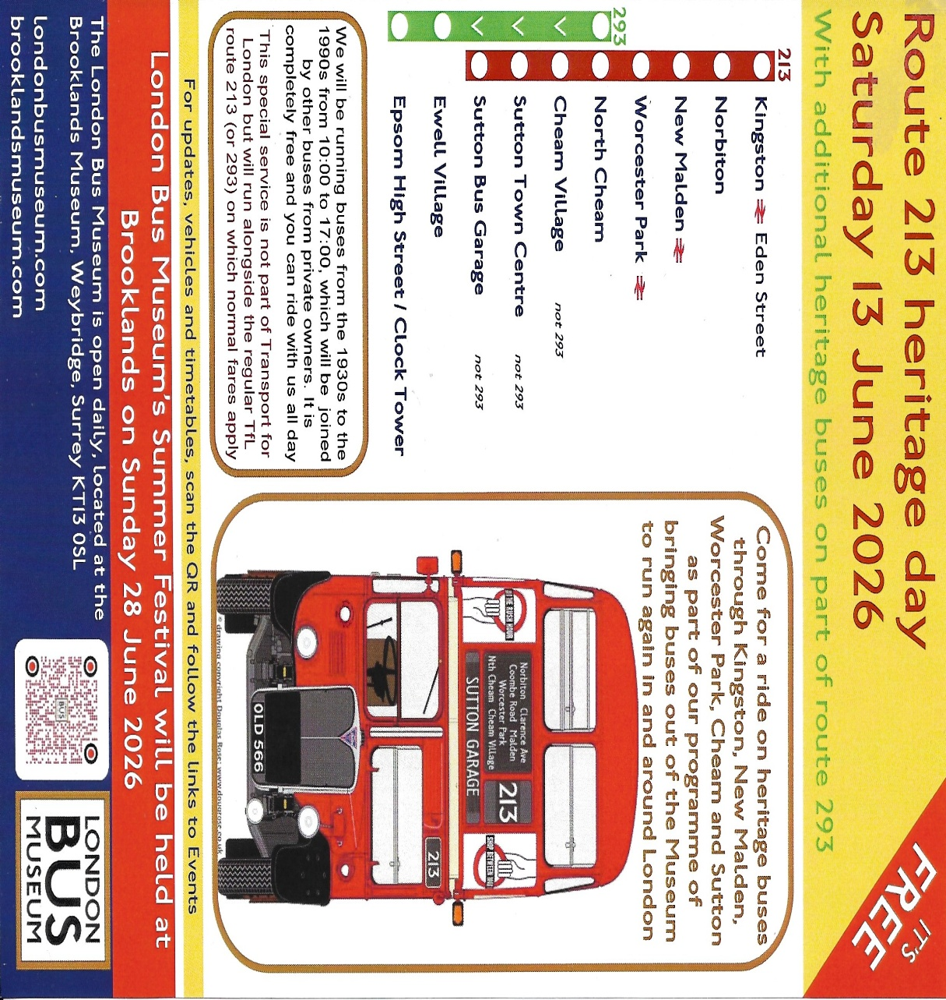 Route 213 heritage day
Saturday 13 June 2026
With additional heritage buses on part of route 293
IT'S
FREE
213
293
Kingston Eden Street
Norbiton
New Malden
Worcester Park
North Cheam
Cheam Village not 293
Sutton Town Centre not 293
Sutton Bus Garage not 293
Ewell Village
Epsom High Street / Clock Tower
We will be running buses from the 1930s to the
1990s from 10:00 to 17:00, which will be joined
by other buses from private owners. It is
completely free and you can ride with us all day
This special service is not part of Transport for
London but will run alongside the regular TfL
route 213 (or 293) on which normal fares apply
Come for a ride on heritage buses
through Kingston, New Malden,
Worcester Park, Cheam and Sutton
as part of our programme of
bringing buses out of the Museum
to run again in and around London
Norbiton Clarence Ave
Coombe Road Malden
Worcester Park
Nth Cheam Cheam Village
213
SUTTON GARAGE
213
OLD 566
© drawing copyright Douglas Rose: www.dougrose.co.uk
For updates, vehicles and timetables, scan the QR and follow the links to Events
London Bus Museum's Summer Festival will be held at
Brooklands on Sunday 28 June 2026
The London Bus Museum is open daily, located at the
Brooklands Museum, Weybridge, Surrey KT13 0SL
londonbusmuseum.com
brooklandsmuseum.com
BUS
LONDON
BUS
MUSEUM